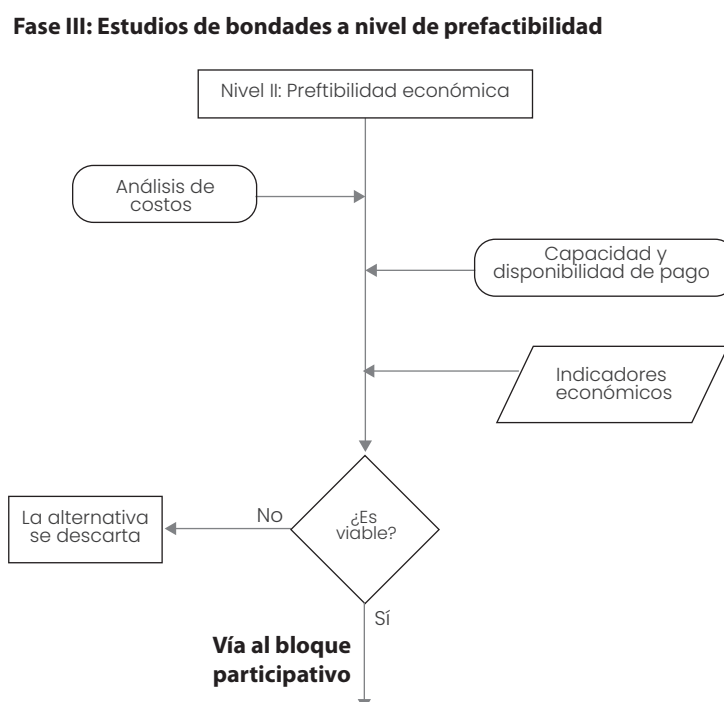 Fase III: Estudios de bondades a nivel de prefactibilidad
Nivel II: Preftibilidad económica
Análisis de
costos
Capacidad y
disponibilidad de pago
Indicadores
económicos
¿Es
viable?
No
La alternativa
se descarta
Sí
Vía al bloque
participativo